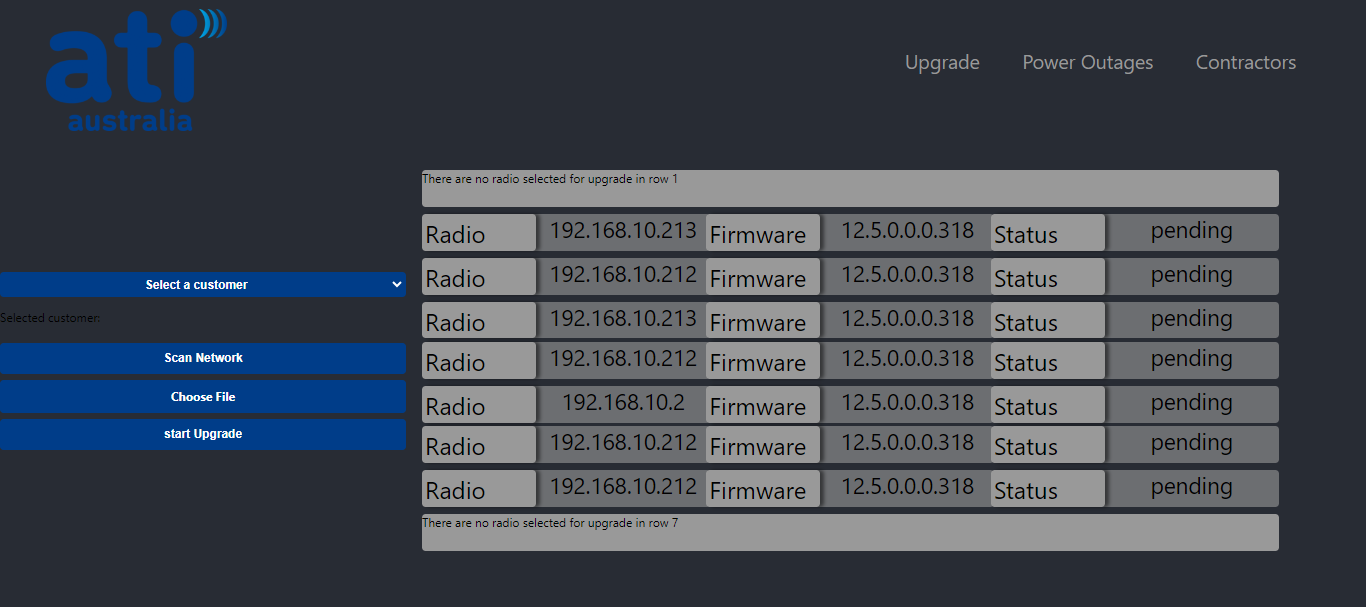 ati
australia
Upgrade Power Outages Contractors
There are no radio selected for upgrade in row 1
Radio 192.168.10.213 Firmware 12.5.0.0.0.318 Status pending
Radio 192.168.10.212 Firmware 12.5.0.0.0.318 Status pending
Select a customer
Selected customer:
Radio 192.168.10.213 Firmware 12.5.0.0.0.318 Status pending
Scan Network
Radio 192.168.10.212 Firmware 12.5.0.0.0.318 Status pending
Choose File
Radio 192.168.10.2 Firmware 12.5.0.0.0.318 Status pending
start Upgrade
Radio 192.168.10.212 Firmware 12.5.0.0.0.318 Status pending
Radio 192.168.10.212 Firmware 12.5.0.0.0.318 Status pending
There are no radio selected for upgrade in row 7